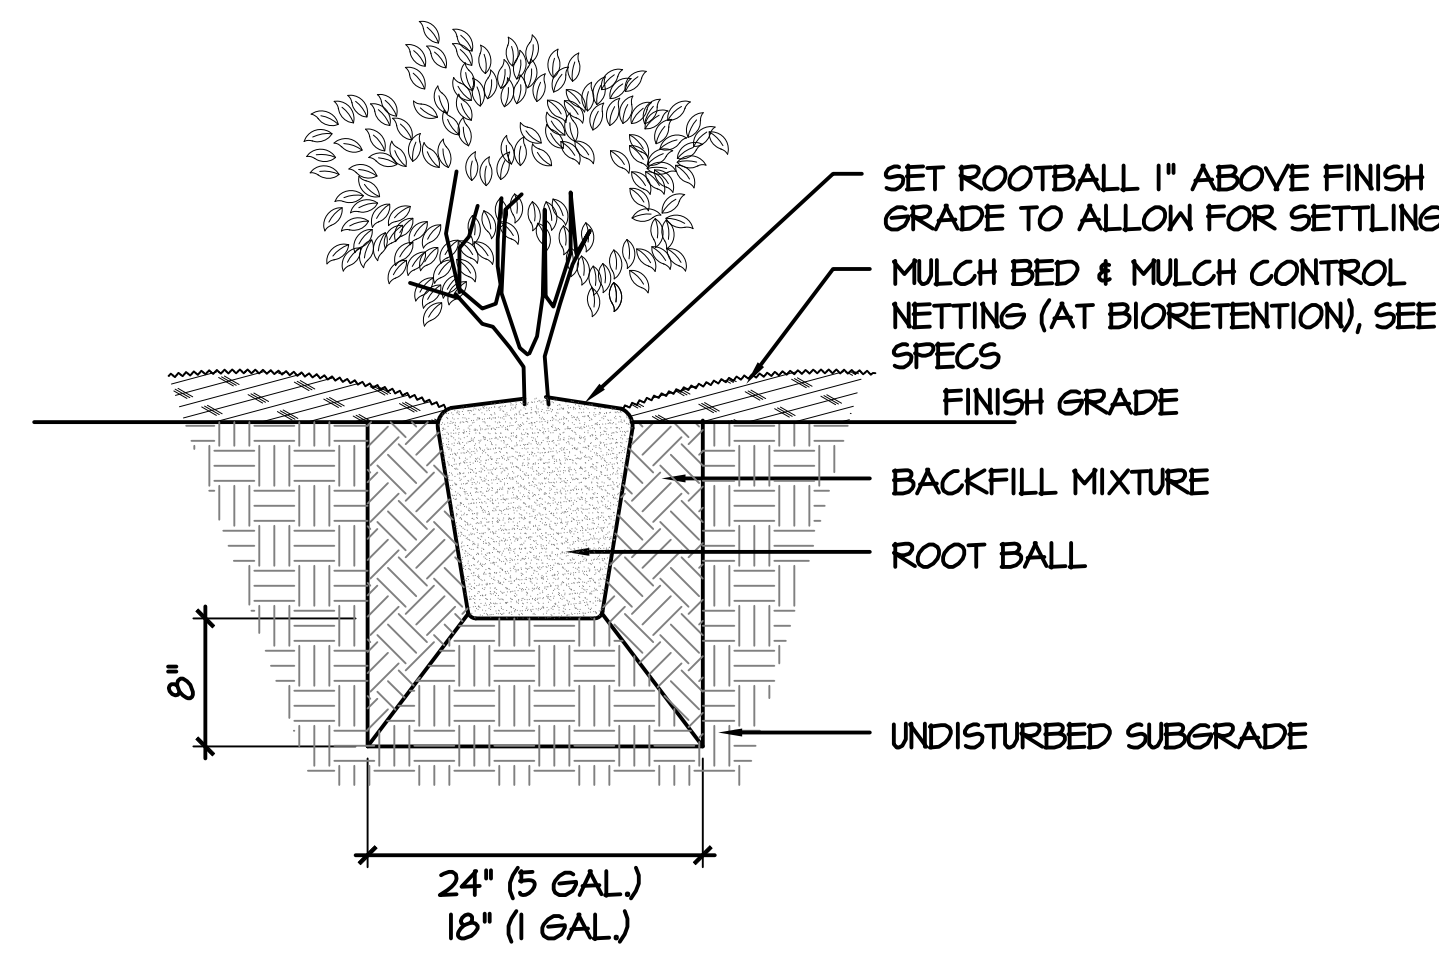 SET ROOTBALL 1" ABOVE FINISH
GRADE TO ALLOW FOR SETTLING
MULCH BED & MULCH CONTROL
NETTING (AT BIORETENTION), SEE
SPECS
FINISH GRADE
BACKFILL MIXTURE
ROOT BALL
8"
UNDISTURBED SUBGRADE
24" (5 GAL.)
18" (1 GAL.)